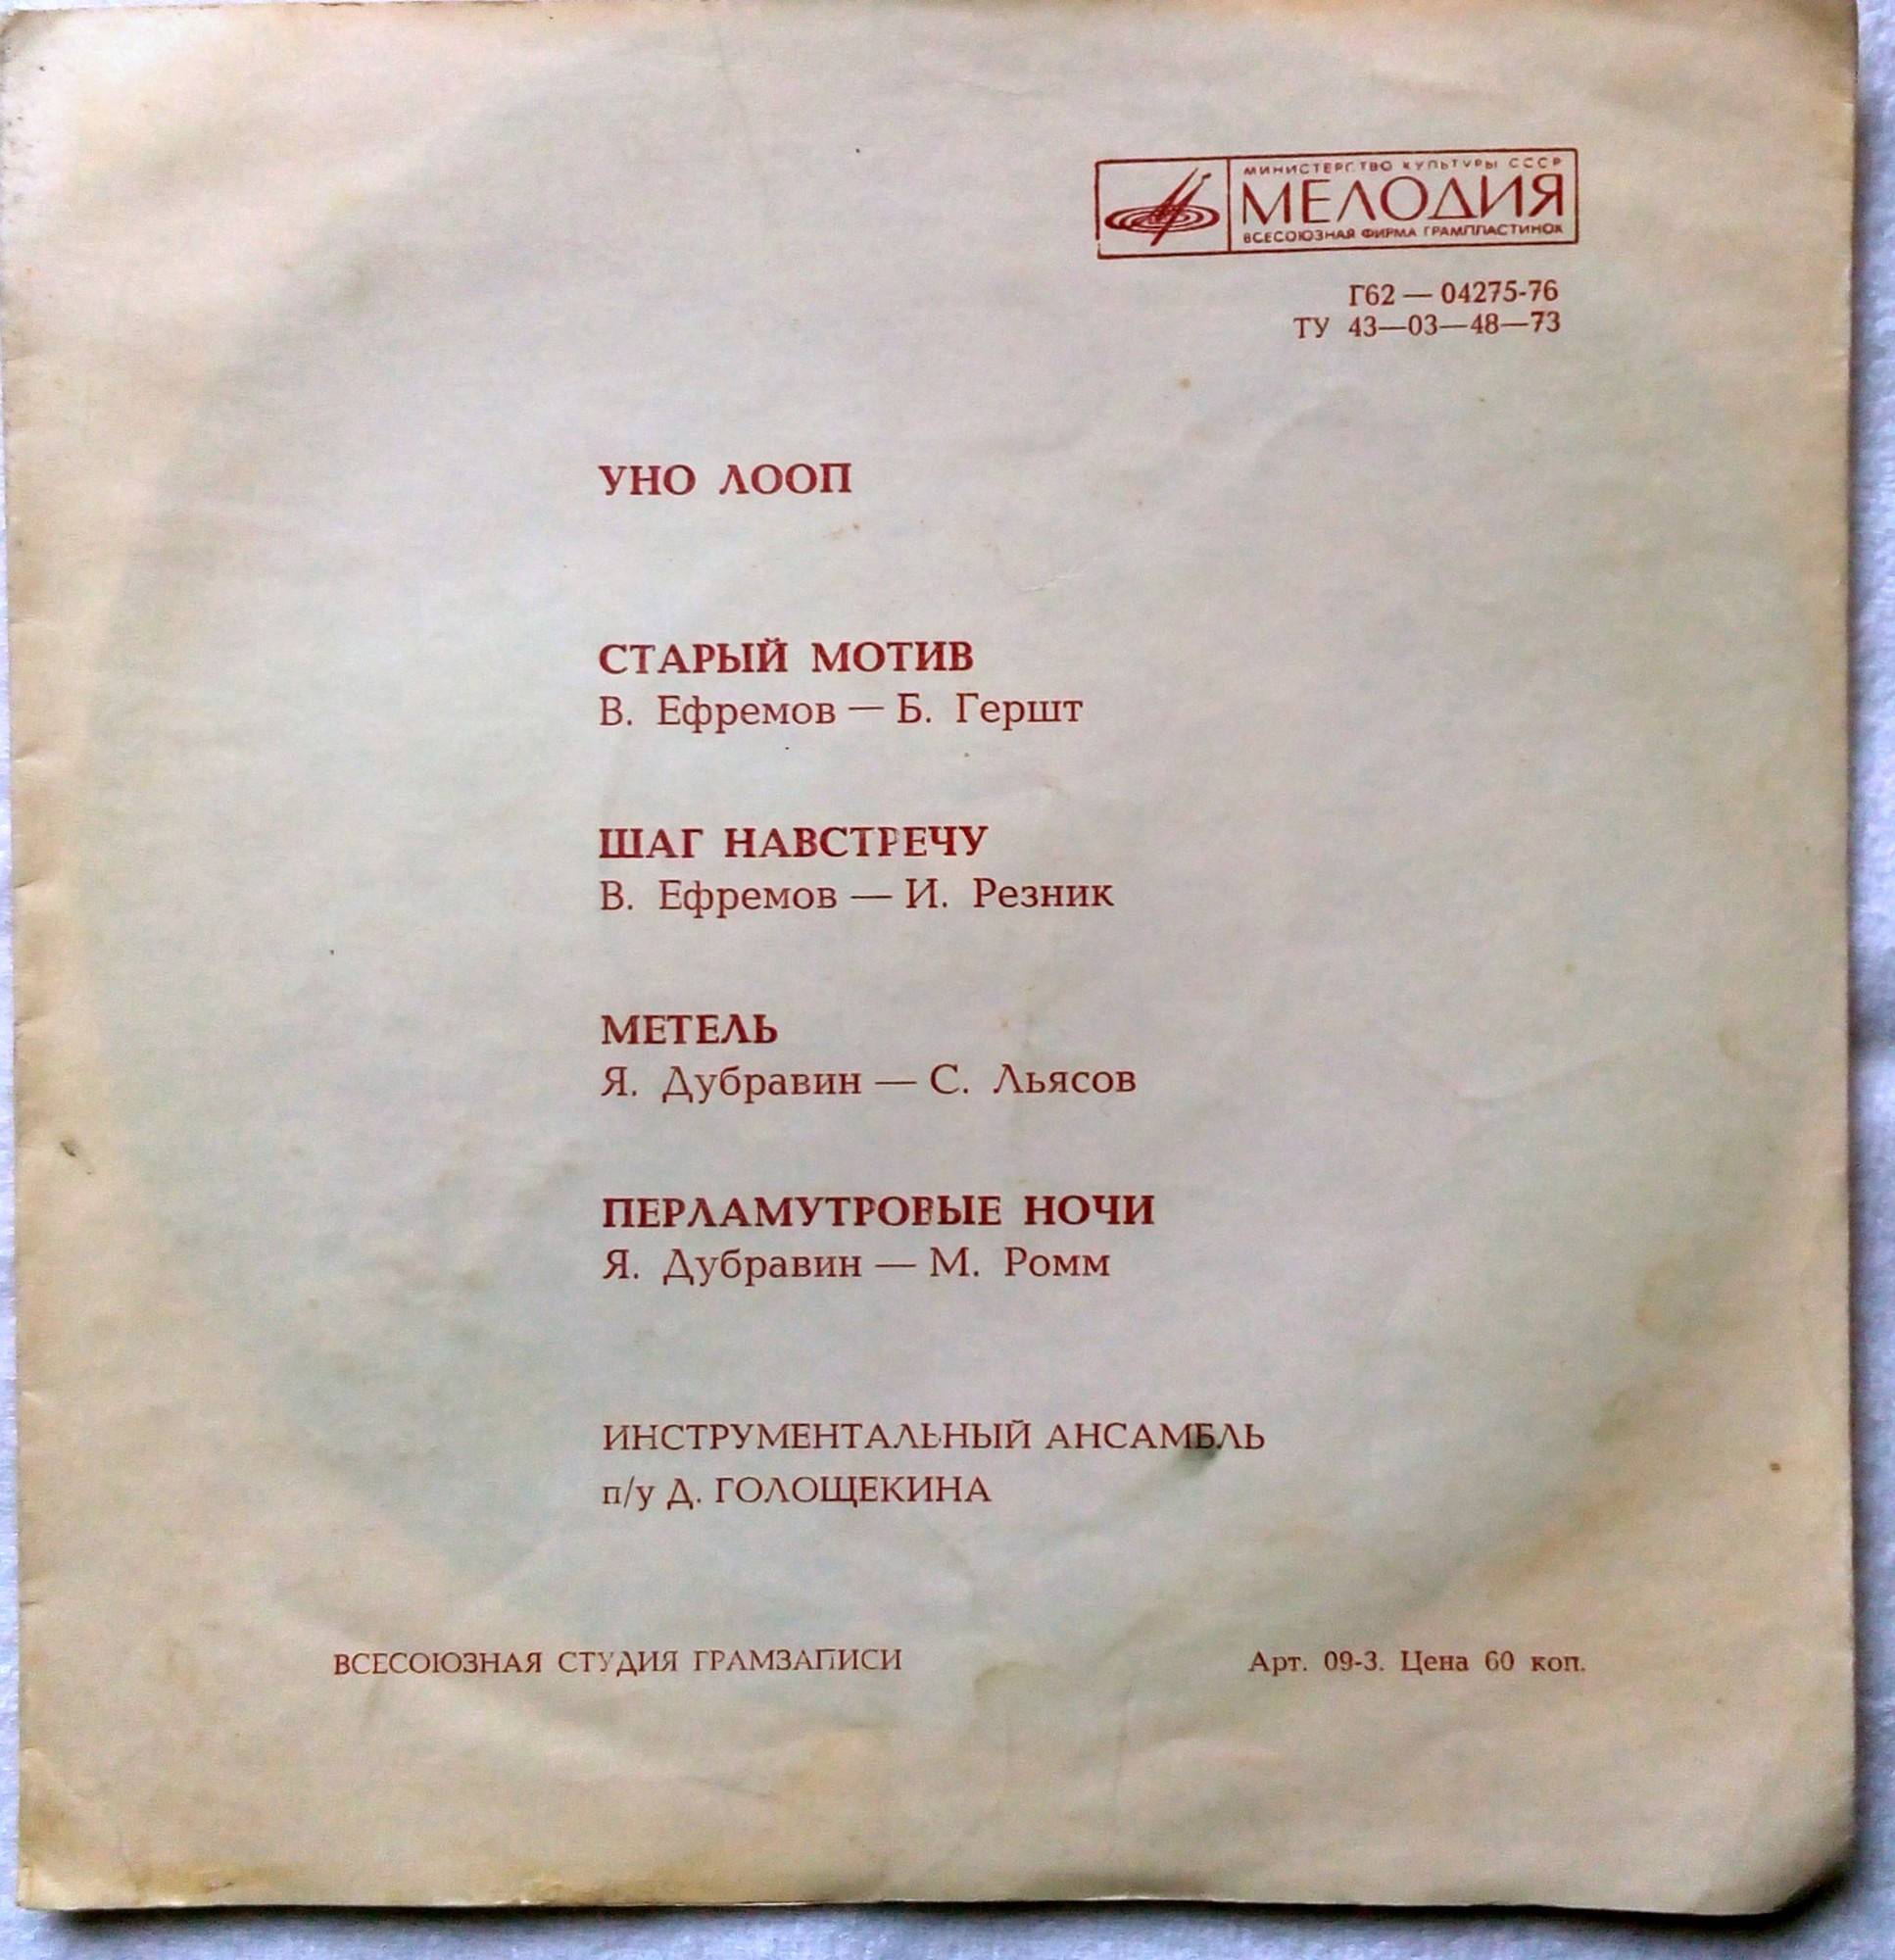 МИНИСТЕРСТВО КУЛЬТУРЫ СССР
МЕЛОДИЯ
ВСЕСОЮЗНАЯ ФИРМА ГРАМПЛАСТИНОК
Г62 — 04275-76
ТУ 43—03—48—73
УНО ЛООП
СТАРЫЙ МОТИВ
В. Ефремов — Б. Гершт
ШАГ НАВСТРЕЧУ
В. Ефремов — И. Резник
МЕТЕЛЬ
Я. Дубравин — С. Льясов
ПЕРЛАМУТРОВЫЕ НОЧИ
Я. Дубравин — М. Ромм
ИНСТРУМЕНТАЛЬНЫЙ АНСАМБЛЬ
п/у Д. ГОЛОЩЕКИНА
ВСЕСОЮЗНАЯ СТУДИЯ ГРАМЗАПИСИ
Арт. 09-3. Цена 60 коп.